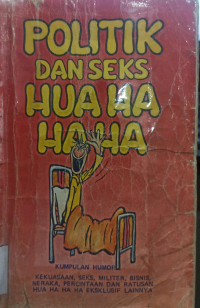 POLITIK
DAN SEKS
HUA HA
HA HA
KUMPULAN HUMOR
KEKUASAAN, SEKS, MILITER, BISNIS,
NERAKA, PERCINTAAN DAN RATUSAN
HUA HA HA HA EKSKLUSIF LAINNYA